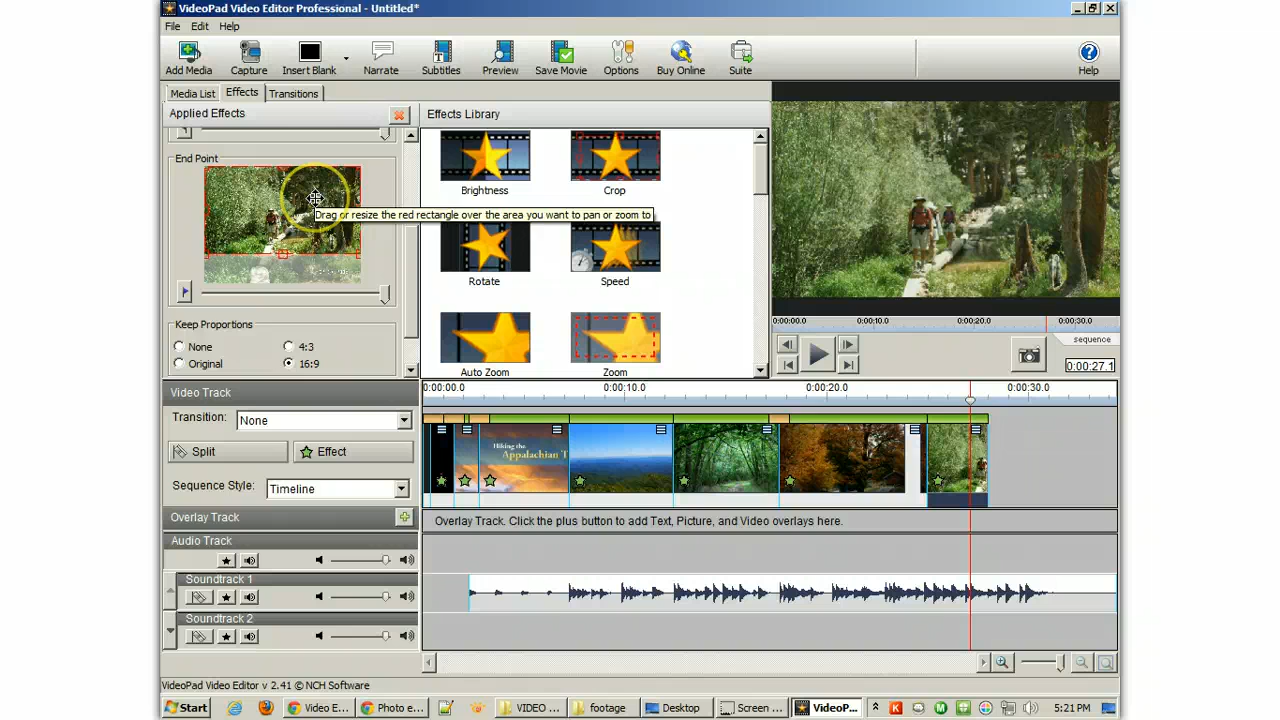 VideoPad Video Editor Professional - Untitled*
File Edit Help
Add Media Capture Insert Blank Narrate Subtitles Preview Save Movie Options Buy Online Suite Help
Media List Effects Transitions
Applied Effects
Effects Library
End Point
Brightness Crop
Drag or resize the red rectangle over the area you want to pan or zoom to
Rotate Speed
Keep Proportions
None 4:3
Original 16:9
Auto Zoom Zoom
0:00:00.0 0:00:10.0 0:00:20.0 0:00:30.0
sequence
0:00:27.1
Video Track
0:00:00.0 0:00:10.0 0:00:20.0 0:00:30.0
Transition: None
Split Effect
Hiking the
Appalachian T
Sequence Style: Timeline
Overlay Track
Overlay Track. Click the plus button to add Text, Picture, and Video overlays here.
Audio Track
Soundtrack 1
Soundtrack 2
VideoPad Video Editor v 2.41 © NCH Software
Start Video E... Photo e... VIDEO ... footage Desktop Screen ... VideoP... 5:21 PM